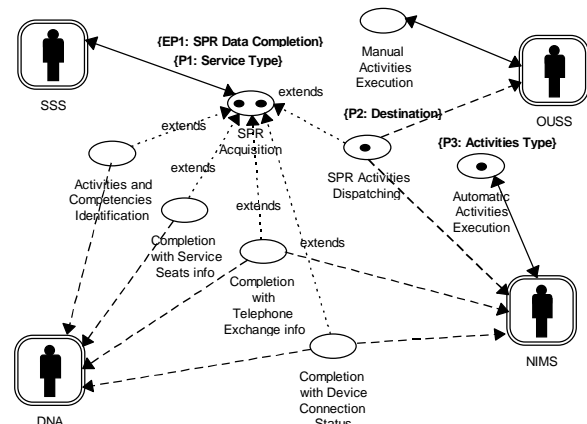 {EP1: SPR Data Completion}
{P1: Service Type}
SSS
Manual
Activities
Execution
OUSS
extends
{P2: Destination}
extends
SPR
Acquisition
{P3: Activities Type}
extends
Activities and
Competencies
Identification
SPR Activities
Dispatching
Automatic
Activities
Execution
extends
extends
Completion
with Service
Seats info
Completion
with
Telephone
Exchange info
NIMS
Completion
with Device
Connection
Status
DNA